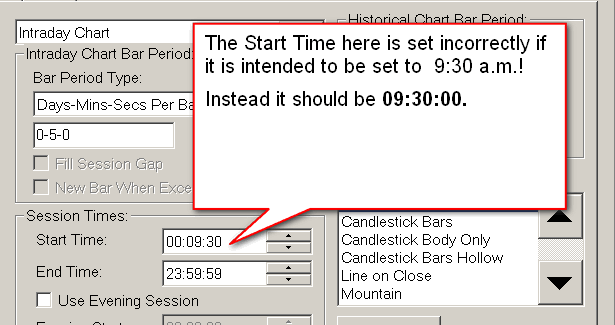 Historical Chart Bar Period:
Intraday Chart
Intraday Chart Bar Period:
Bar Period Type:
Days-Mins-Secs Per Ba
0-5-0
Fill Session Gap
New Bar When Exce
The Start Time here is set incorrectly if
it is intended to be set to 9:30 a.m.!
Instead it should be 09:30:00.
Session Times:
Start Time:
00:09:30
End Time:
23:59:59
Use Evening Session
Candlestick Bars
Candlestick Body Only
Candlestick Bars Hollow
Line on Close
Mountain